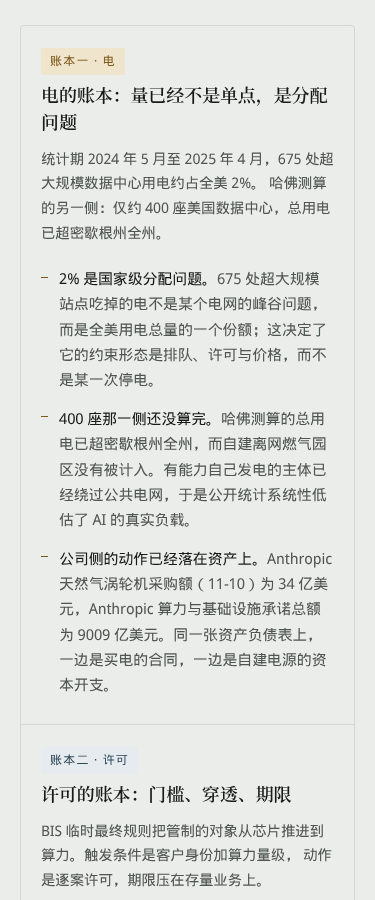 账本一 · 电
电的账本：量已经不是单点，是分配
问题
统计期 2024 年 5 月至 2025 年 4 月，675 处超
大规模数据中心用电约占全美 2%。 哈佛测算
的另一侧：仅约 400 座美国数据中心，总用电
已超密歇根州全州。
– 2% 是国家级分配问题。675 处超大规模
站点吃掉的电不是某个电网的峰谷问题，
而是全美用电总量的一个份额；这决定了
它的约束形态是排队、许可与价格，而不
是某一次停电。
– 400 座那一侧还没算完。哈佛测算的总用
电已超密歇根州全州，而自建离网燃气园
区没有被计入。有能力自己发电的主体已
经绕过公共电网，于是公开统计系统性低
估了 AI 的真实负载。
– 公司侧的动作已经落在资产上。Anthropic
天然气涡轮机采购额（11-10）为 34 亿美
元，Anthropic 算力与基础设施承诺总额
为 9009 亿美元。同一张资产负债表上，
一边是买电的合同，一边是自建电源的资
本开支。
账本二 · 许可
许可的账本：门槛、穿透、期限
BIS 临时最终规则把管制的对象从芯片推进到
算力。触发条件是客户身份加算力量级， 动作
是逐案许可，期限压在存量业务上。